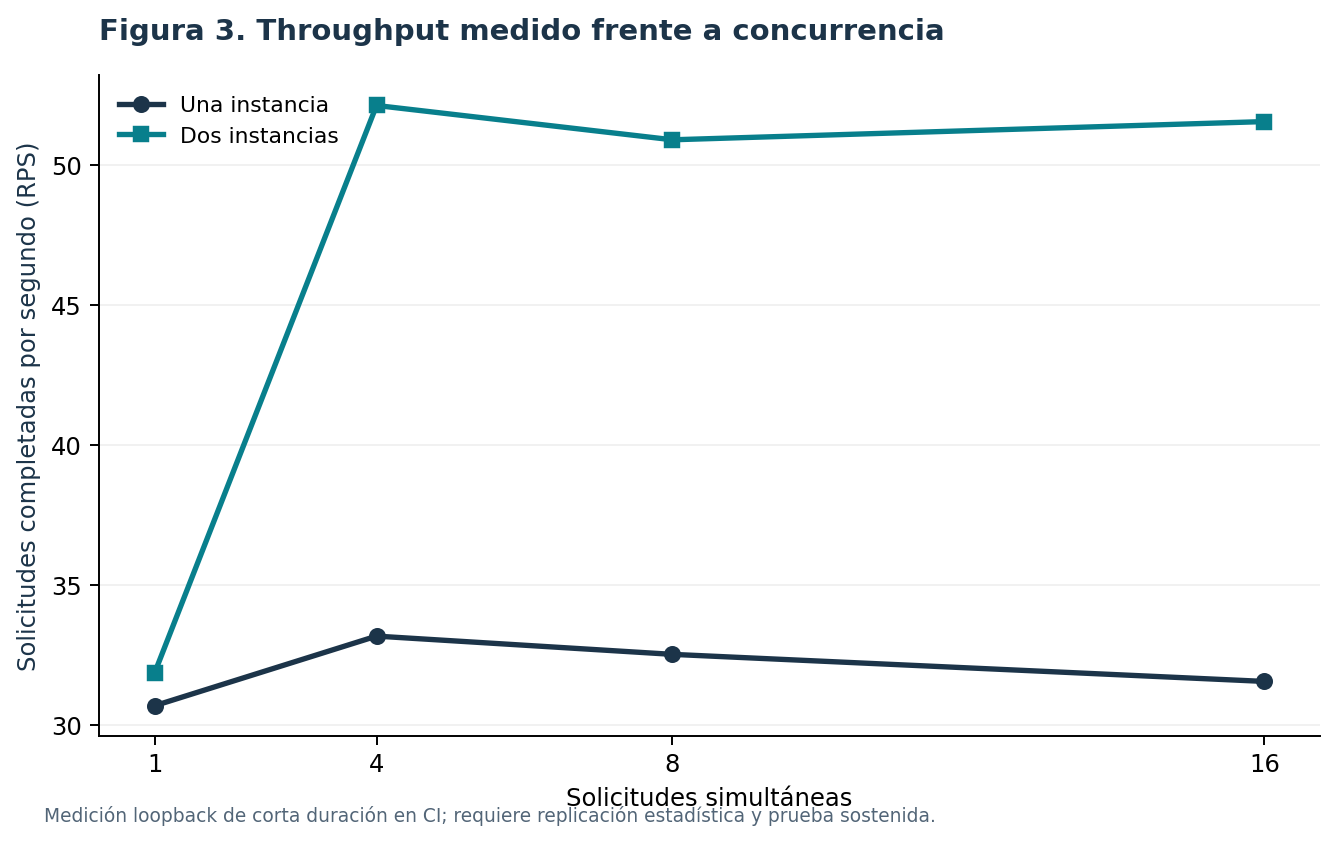 Figura 3. Throughput medido frente a concurrencia
Una instancia
Dos instancias
Solicitudes completadas por segundo (RPS)
50
45
40
35
30
1 4 8 16
Solicitudes simultáneas
Medición loopback de corta duración en CI; requiere replicación estadística y prueba sostenida.